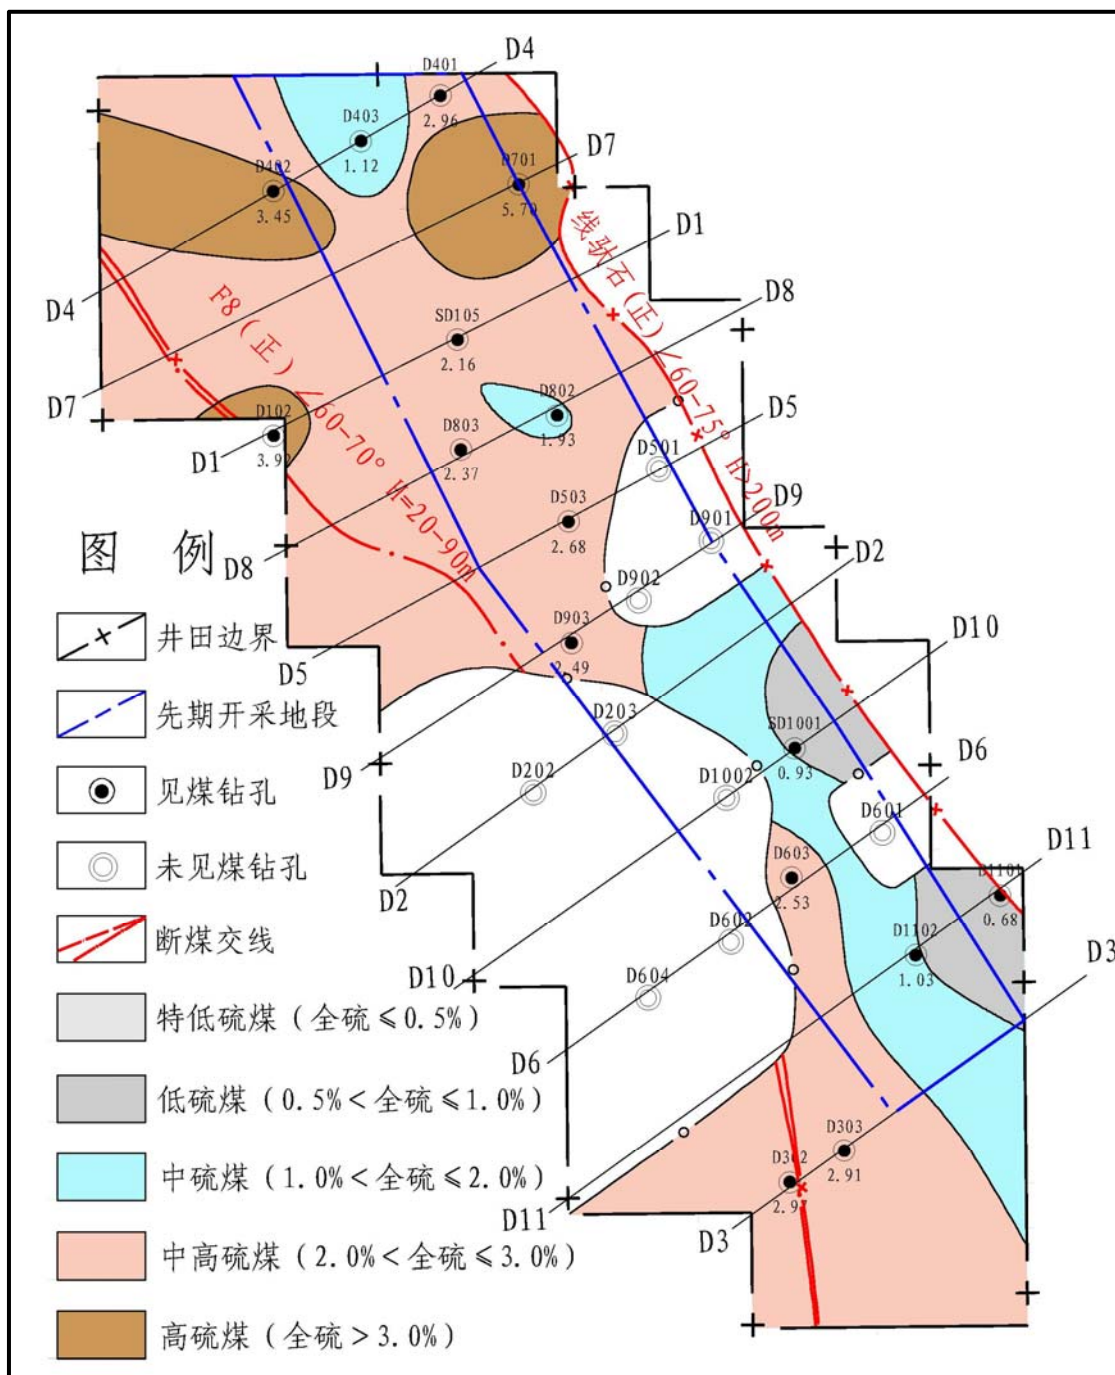 D4
D401
2.96
D403
1.12
D7
D402
3.45
D701
5.70
D1
线驮石(正)∠60-75° H>200m
D4
F8(正)∠60-70° H=20-90m
D8
SD105
2.16
D7
D5
D802
1.93
D102
3.92
D803
2.37
D501
D1
D9
D503
2.68
D901
D8
D2
D902
D903
2.49
D5
D10
D203
SD1001
0.93
D9
D6
D202
D1002
D601
D11
D603
2.53
D1101
0.68
D2
D602
D1102
1.03
D3
D604
D10
D6
D303
2.91
D302
2.97
D11
D3
图 例
井田边界
先期开采地段
见煤钻孔
未见煤钻孔
断煤交线
特低硫煤(全硫≤0.5%)
低硫煤(0.5%<全硫≤1.0%)
中硫煤(1.0%<全硫≤2.0%)
中高硫煤(2.0%<全硫≤3.0%)
高硫煤(全硫>3.0%)